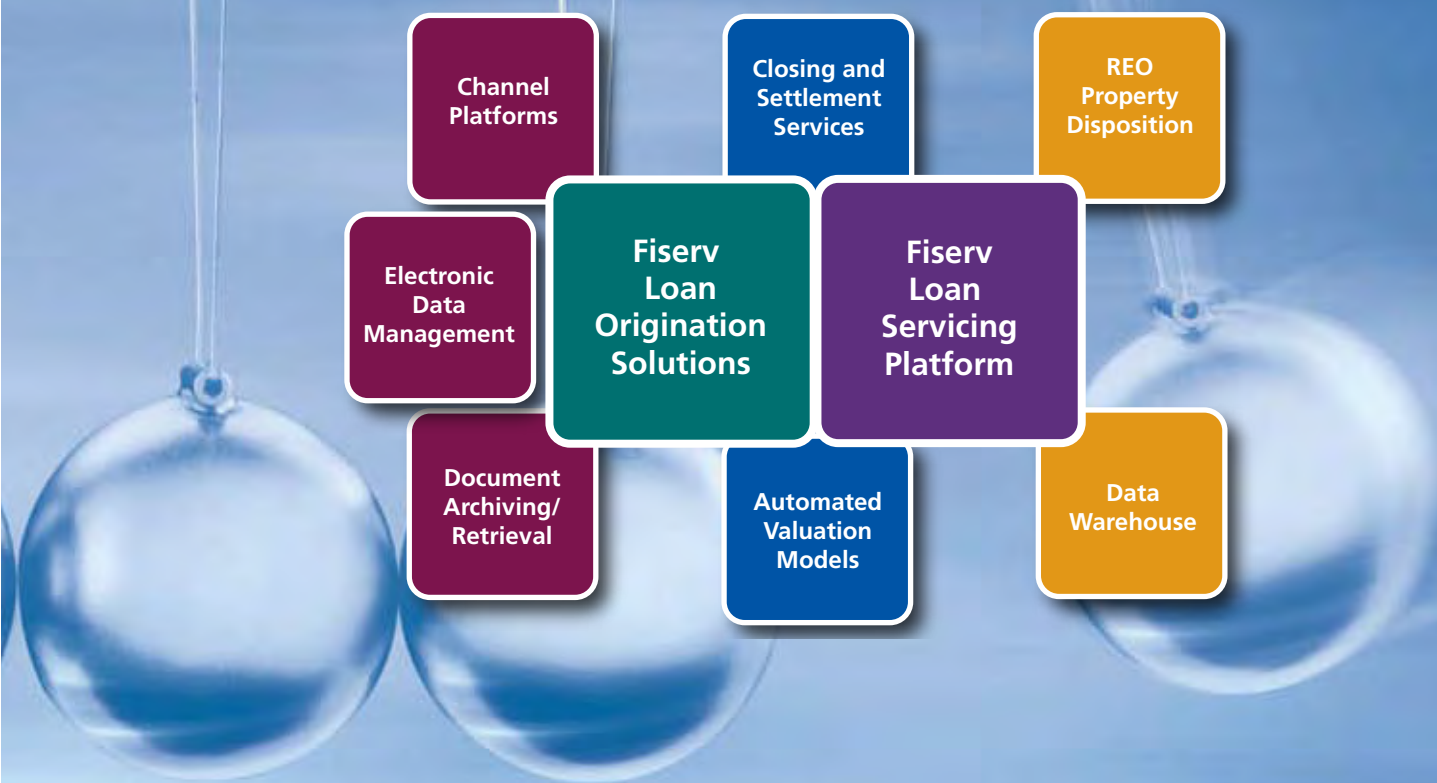 Channel
Platforms
Closing and
Settlement
Services
REO
Property
Disposition
Electronic
Data
Management
Fiserv
Loan
Origination
Solutions
Fiserv
Loan
Servicing
Platform
Document
Archiving/
Retrieval
Automated
Valuation
Models
Data
Warehouse